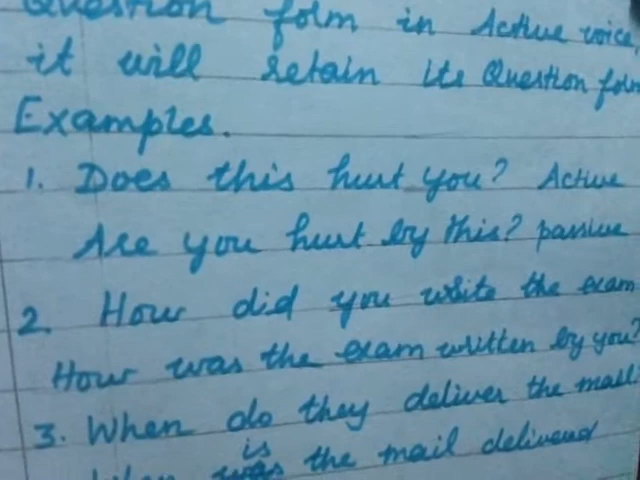 Question form in Active voice,
it will retain its Question form
Examples.
1. Does this hurt you? Active
Are you hurt by this? passive
2. How did you write the exam
How was the exam written by you?
3. When do they deliver the mail
is
When was the mail delivered